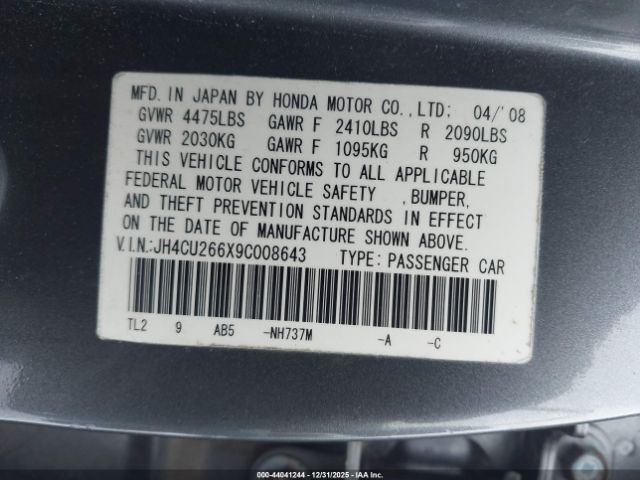 MFD. IN JAPAN BY HONDA MOTOR CO.,LTD: 04/'08
GVWR 4475LBS GAWR F 2410LBS R 2090LBS
GVWR 2030KG GAWR F 1095KG R 950KG
THIS VEHICLE CONFORMS TO ALL APPLICABLE
FEDERAL MOTOR VEHICLE SAFETY ,BUMPER,
AND THEFT PREVENTION STANDARDS IN EFFECT
ON THE DATE OF MANUFACTURE SHOWN ABOVE.
V.I.N:JH4CU266X9C008643 TYPE: PASSENGER CAR
TL2 9 AB5 -NH737M -A -C
000-44041244 - 12/31/2025 - Copyright © 2025 IAA, Inc.